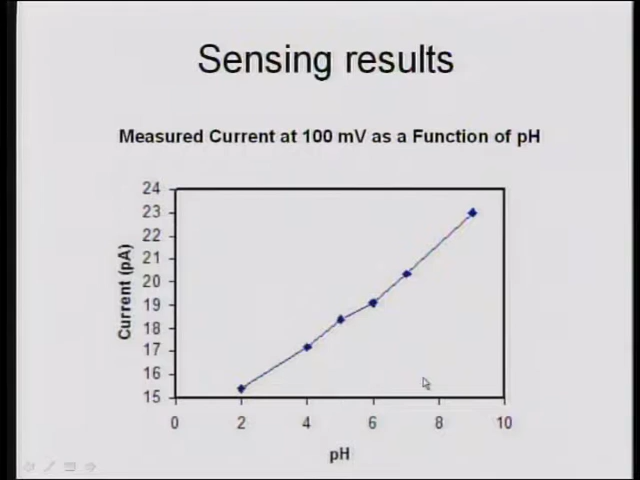 Sensing results
Measured Current at 100 mV as a Function of pH
24
23
22
21
20
19
18
17
16
15
Current (pA)
0 2 4 6 8 10
pH